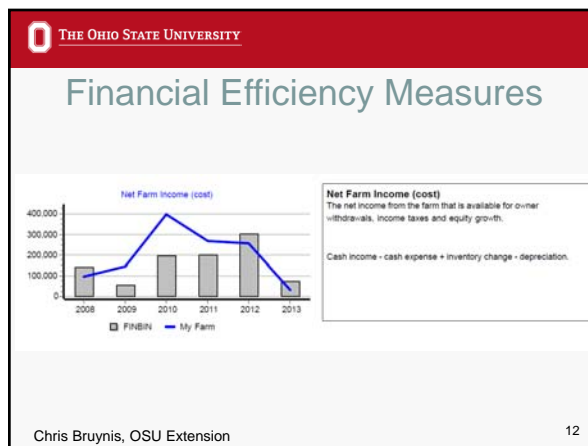 THE OHIO STATE UNIVERSITY
Financial Efficiency Measures
Net Farm Income (cost)
400,000
300,000
200,000
100,000
0
2008 2009 2010 2011 2012 2013
FINBIN My Farm
Net Farm Income (cost)
The net income from the farm that is available for owner
withdrawals, income taxes and equity growth.
Cash income - cash expense + inventory change - depreciation.
Chris Bruynis, OSU Extension
12